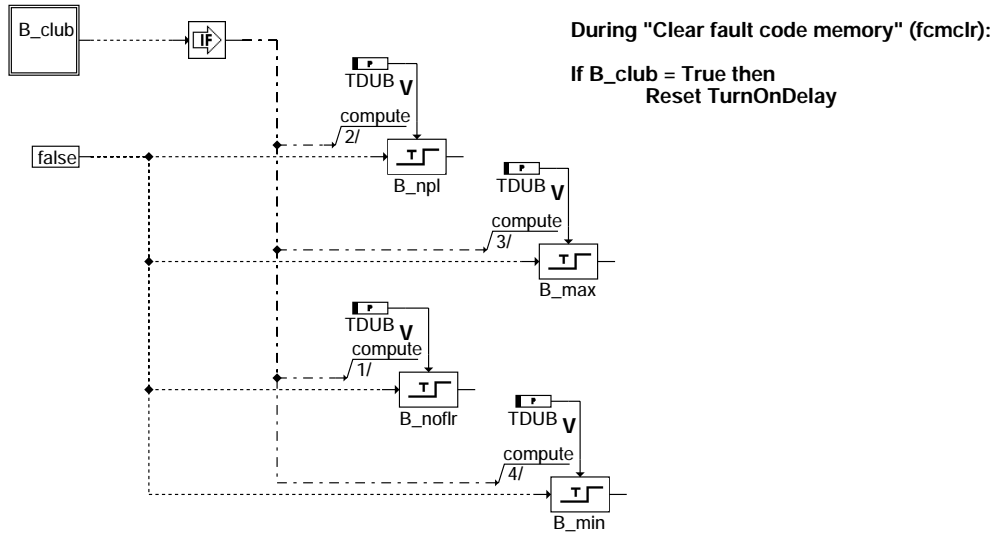 B_club
IF
During "Clear fault code memory" (fcmclr):
If B_club = True then
Reset TurnOnDelay
P
TDUB
V
compute
2/
T
B_npl
false
P
TDUB
V
compute
3/
T
B_max
P
TDUB
V
compute
1/
T
B_noflr
P
TDUB
V
compute
4/
T
B_min